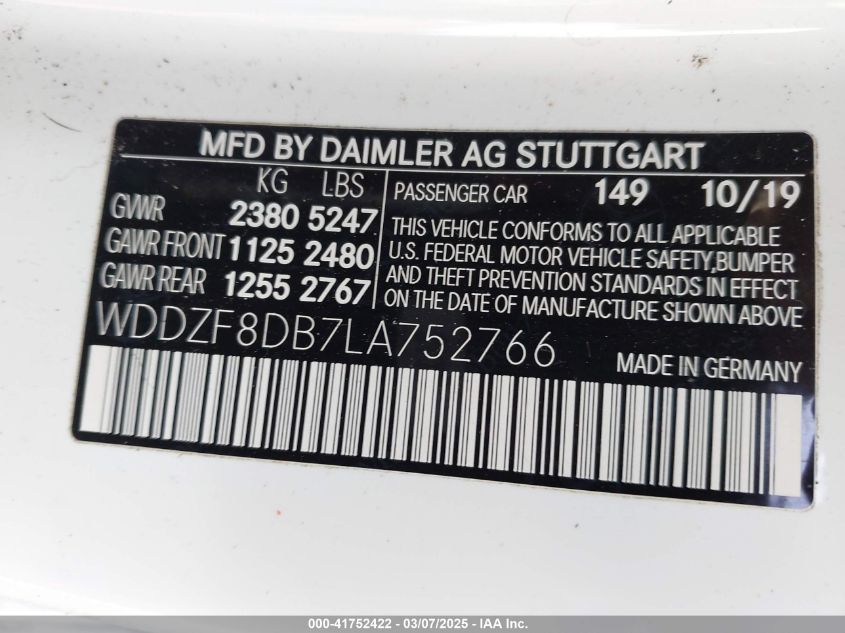 MFD BY DAIMLER AG STUTTGART
KG LBS
GVWR 2380 5247
GAWR FRONT 1125 2480
GAWR REAR 1255 2767
PASSENGER CAR 149 10/19
THIS VEHICLE CONFORMS TO ALL APPLICABLE
U.S. FEDERAL MOTOR VEHICLE SAFETY,BUMPER
AND THEFT PREVENTION STANDARDS IN EFFECT
ON THE DATE OF MANUFACTURE SHOWN ABOVE
WDDZF8DB7LA752766
MADE IN GERMANY
000-41752422 - 03/07/2025 - IAA Inc.